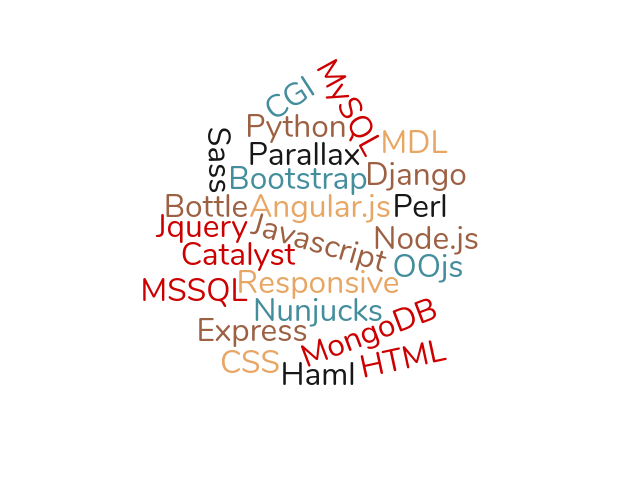 CGI
MySQL
Python
MDL
Sass
Parallax
Bootstrap
Django
Bottle
Angular.js
Perl
Jquery
Javascript
Node.js
Catalyst
OOjs
MSSQL
Responsive
Nunjucks
Express
MongoDB
CSS
Haml
HTML